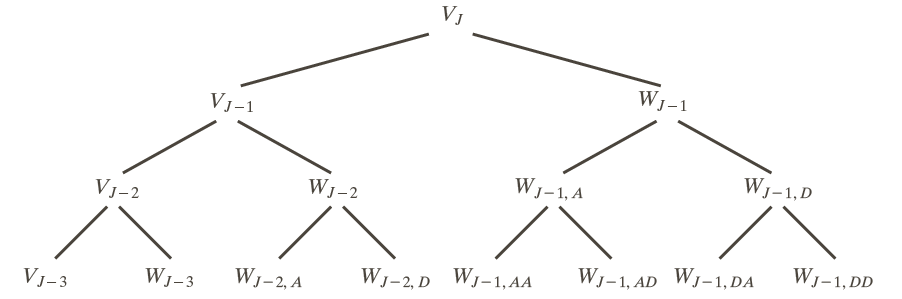 V_J
V_{J−1} W_{J−1}
V_{J−2} W_{J−2} W_{J−1, A} W_{J−1, D}
V_{J−3} W_{J−3} W_{J−2, A} W_{J−2, D} W_{J−1, AA} W_{J−1, AD} W_{J−1, DA} W_{J−1, DD}